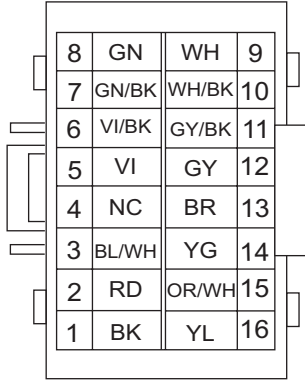 8 GN WH 9
7 GN/BK WH/BK 10
6 VI/BK GY/BK 11
5 VI GY 12
4 NC BR 13
3 BL/WH YG 14
2 RD OR/WH 15
1 BK YL 16